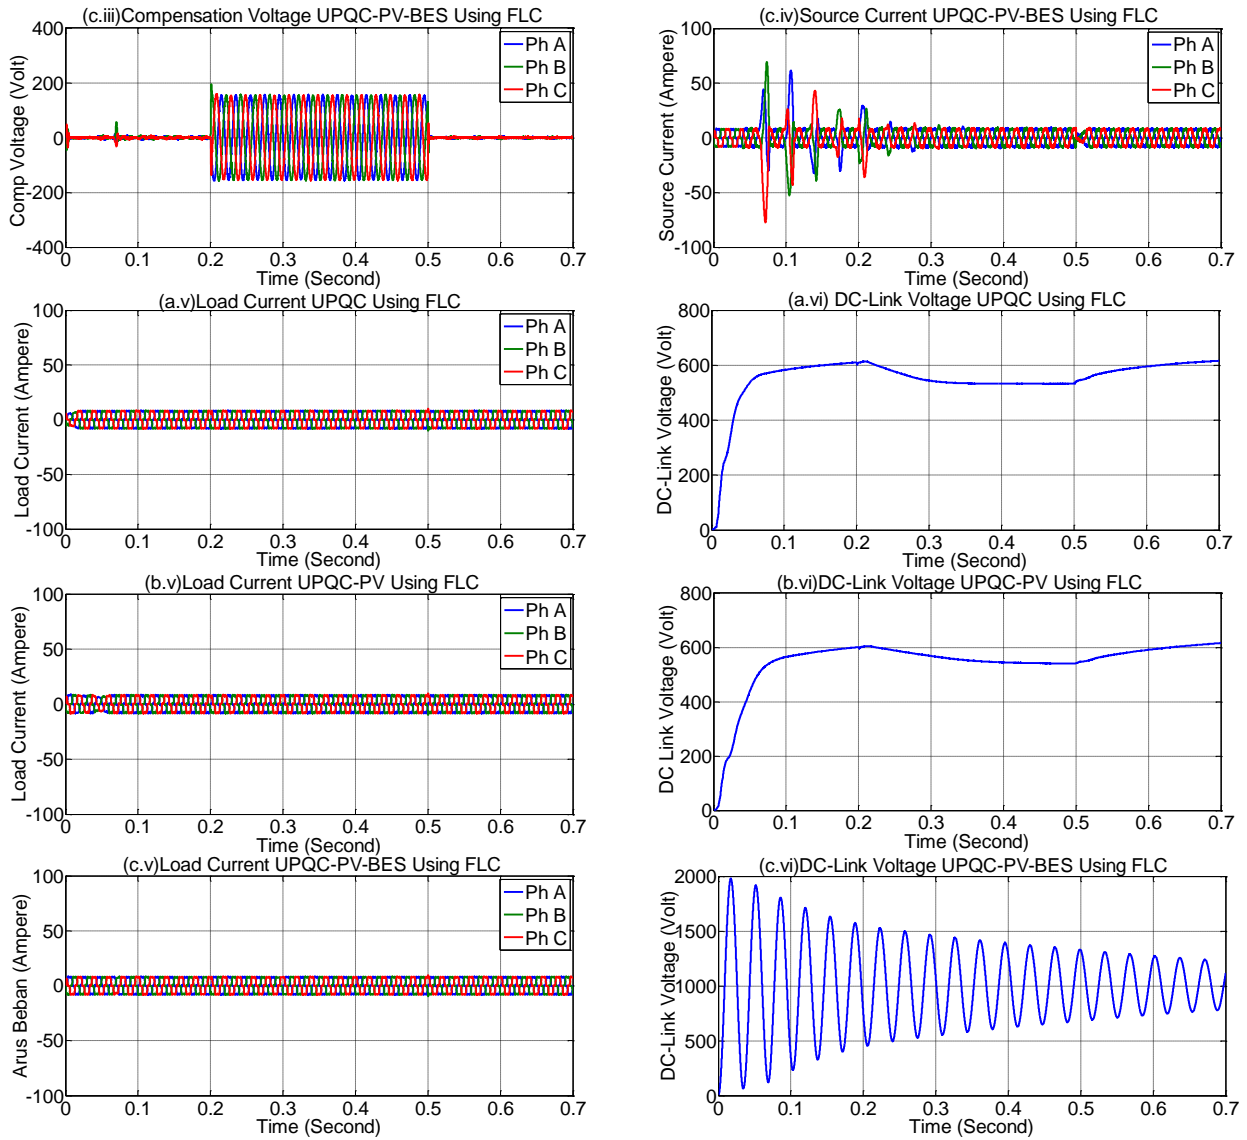 (c.iii)Compensation Voltage UPQC-PV-BES Using FLC
Comp Voltage (Volt)
400
200
0
-200
-400
Ph A
Ph B
Ph C
0 0.1 0.2 0.3 0.4 0.5 0.6 0.7
Time (Second)
(c.iv)Source Current UPQC-PV-BES Using FLC
Source Current (Ampere)
100
50
0
-50
-100
Ph A
Ph B
Ph C
0 0.1 0.2 0.3 0.4 0.5 0.6 0.7
Time (Second)
(a.v)Load Current UPQC Using FLC
Load Current (Ampere)
100
50
0
-50
-100
Ph A
Ph B
Ph C
0 0.1 0.2 0.3 0.4 0.5 0.6 0.7
Time (Second)
(a.vi) DC-Link Voltage UPQC Using FLC
DC-Link Voltage (Volt)
800
600
400
200
0
0 0.1 0.2 0.3 0.4 0.5 0.6 0.7
Time (Second)
(b.v)Load Current UPQC-PV Using FLC
Load Current (Ampere)
100
50
0
-50
-100
Ph A
Ph B
Ph C
0 0.1 0.2 0.3 0.4 0.5 0.6 0.7
Time (Second)
(b.vi)DC-Link Voltage UPQC-PV Using FLC
DC Link Voltage (Volt)
800
600
400
200
0
0 0.1 0.2 0.3 0.4 0.5 0.6 0.7
Time (Second)
(c.v)Load Current UPQC-PV-BES Using FLC
Arus Beban (Ampere)
100
50
0
-50
-100
Ph A
Ph B
Ph C
0 0.1 0.2 0.3 0.4 0.5 0.6 0.7
Time (Second)
(c.vi)DC-Link Voltage UPQC-PV-BES Using FLC
DC-Link Voltage (Volt)
2000
1500
1000
500
0
0 0.1 0.2 0.3 0.4 0.5 0.6 0.7
Time (Second)